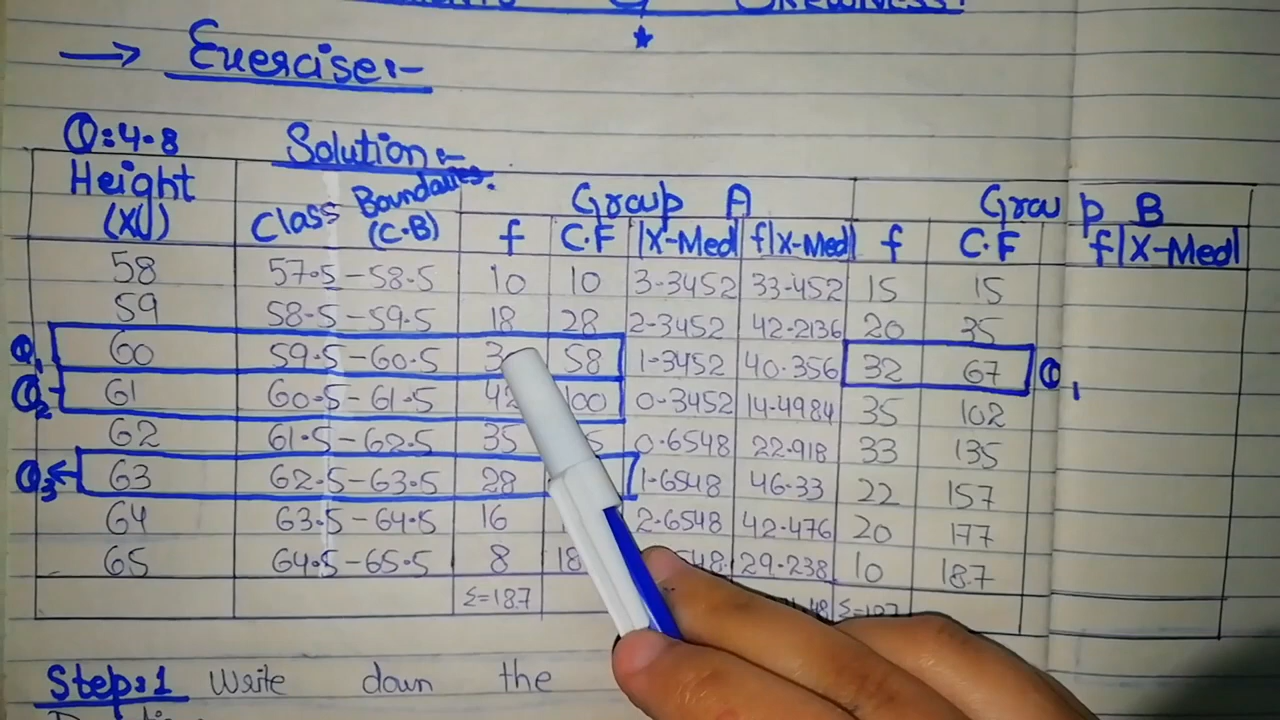 → Exercise:-
Q:4.8 Solution:-
Height (X) Class Boundaries. (C.B) Group A Group B
f C.F |X-Med| f|X-Med| f C.F f|X-Med|
58 57.5-58.5 10 10 3.3452 33.452 15 15
59 58.5-59.5 18 28 2.3452 42.2136 20 35
60 59.5-60.5 58 1.3452 40.356 32 67 Q1
Q2 61 60.5-61.5 42 100 0.3452 14.4984 35 102
62 61.5-62.5 35 0.6548 22.918 33 135
Q3 63 62.5-63.5 28 1.6548 46.33 22 157
64 63.5-64.5 16 2.6548 42.476 20 177
65 64.5-65.5 8 29.238 10 187
Σ=187
Step:1 Write down the